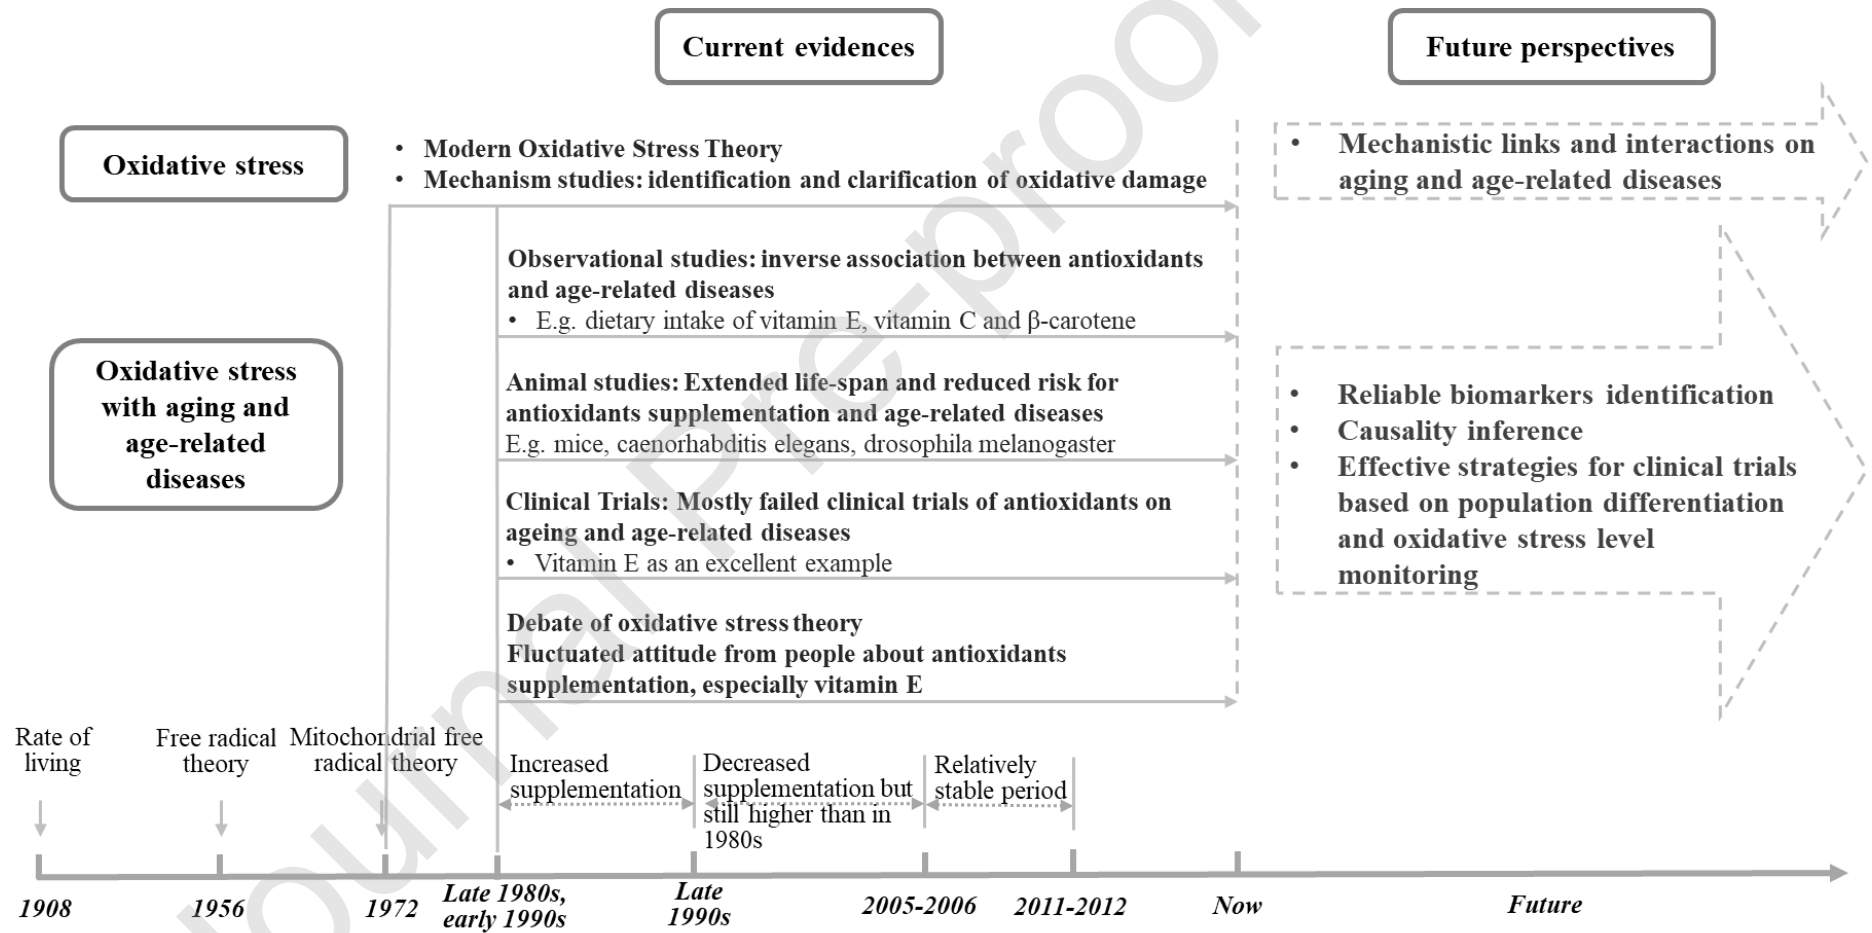 Current evidences
Future perspectives
Oxidative stress
• Modern Oxidative Stress Theory
• Mechanism studies: identification and clarification of oxidative damage
• Mechanistic links and interactions on
aging and age-related diseases
Observational studies: inverse association between antioxidants
and age-related diseases
• E.g. dietary intake of vitamin E, vitamin C and β-carotene
Oxidative stress
with aging and
age-related
diseases
Animal studies: Extended life-span and reduced risk for
antioxidants supplementation and age-related diseases
E.g. mice, caenorhabditis elegans, drosophila melanogaster
Clinical Trials: Mostly failed clinical trials of antioxidants on
ageing and age-related diseases
• Vitamin E as an excellent example
Debate of oxidative stress theory
Fluctuated attitude from people about antioxidants
supplementation, especially vitamin E
• Reliable biomarkers identification
• Causality inference
• Effective strategies for clinical trials
based on population differentiation
and oxidative stress level
monitoring
Rate of
living
Free radical
theory
Mitochondrial free
radical theory
Increased
supplementation
Decreased
supplementation but
still higher than in
1980s
Relatively
stable period
1908
1956
1972
Late 1980s,
early 1990s
Late
1990s
2005-2006
2011-2012
Now
Future
Journal Pre-proof